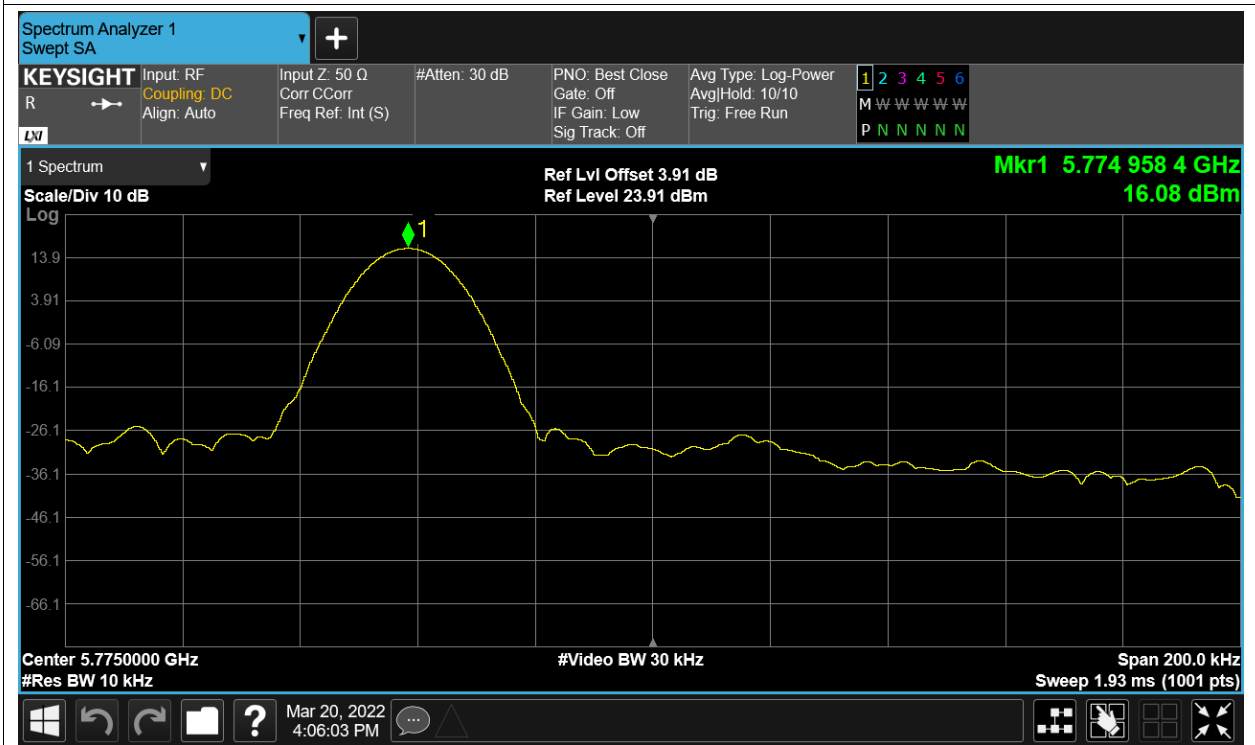 Spectrum Analyzer 1
Swept SA
KEYSIGHT
R
LXI
Input: RF
Coupling: DC
Align: Auto
Input Z: 50 Ω
Corr CCorr
Freq Ref: Int (S)
#Atten: 30 dB
PNO: Best Close
Gate: Off
IF Gain: Low
Sig Track: Off
Avg Type: Log-Power
Avg|Hold: 10/10
Trig: Free Run
1 2 3 4 5 6
M W W W W W W
P N N N N N N
1 Spectrum
Scale/Div 10 dB
Log
Ref Lvl Offset 3.91 dB
Ref Level 23.91 dBm
Mkr1 5.774 958 4 GHz
16.08 dBm
1
13.9
3.91
-6.09
-16.1
-26.1
-36.1
-46.1
-56.1
-66.1
Center 5.7750000 GHz
#Res BW 10 kHz
#Video BW 30 kHz
Span 200.0 kHz
Sweep 1.93 ms (1001 pts)
?
Mar 20, 2022
4:06:03 PM